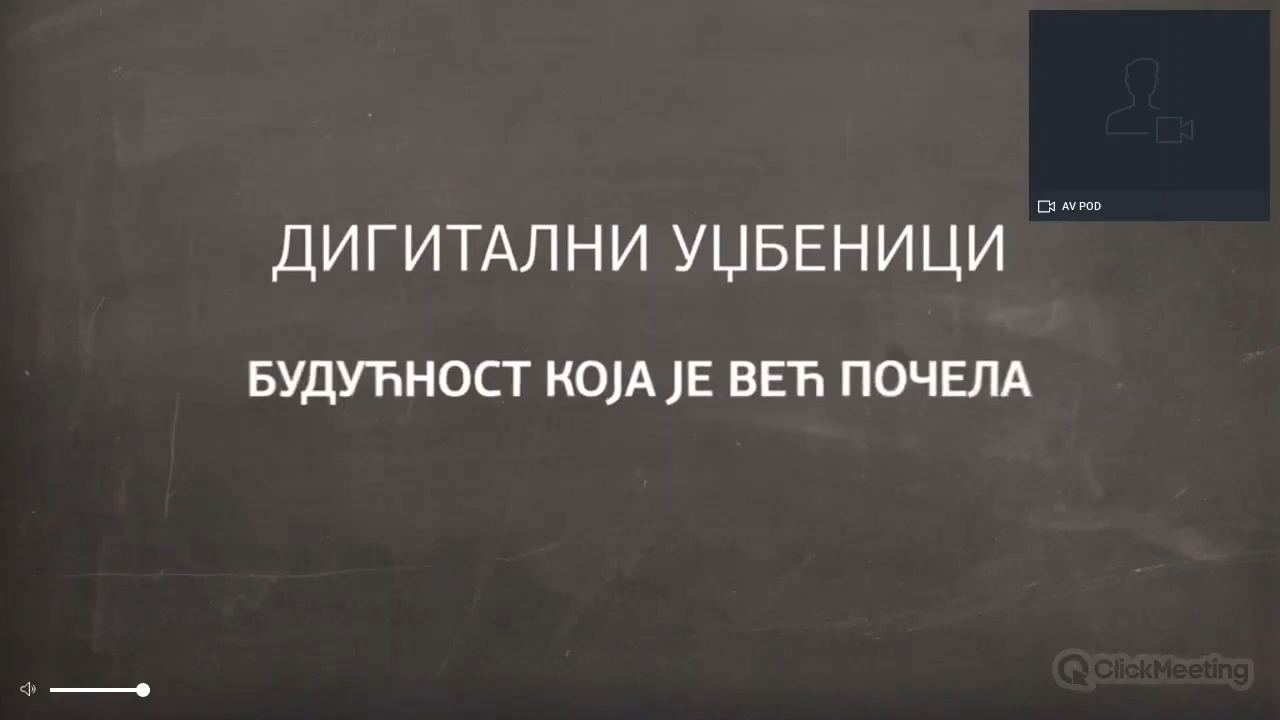 AV POD
ДИГИТАЛНИ УЏБЕНИЦИ
БУДУЋНОСТ КОЈА ЈЕ ВЕЋ ПОЧЕЛА
ClickMeeting